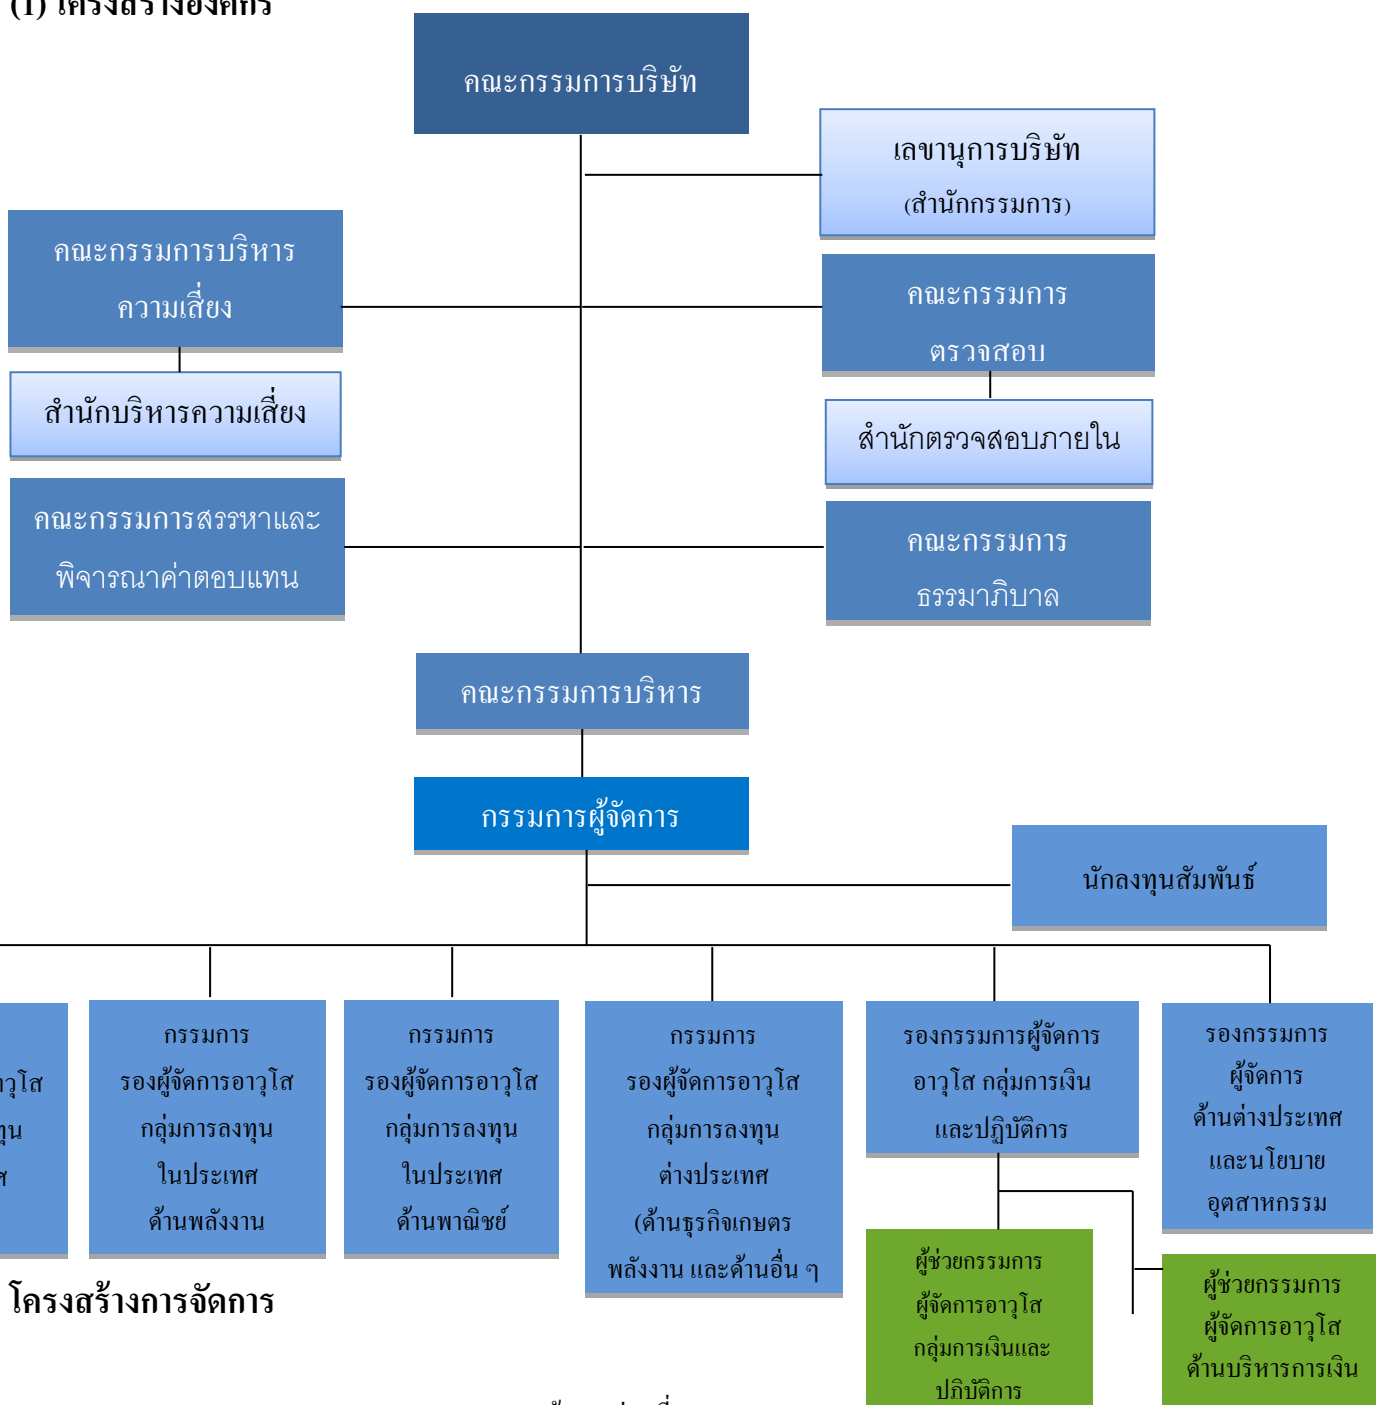 (1) โครงสร้างองค์กร
คณะกรรมการบริษัท
เลขานุการบริษัท
(สำนักกรรมการ)
คณะกรรมการบริหาร
ความเสี่ยง
คณะกรรมการ
ตรวจสอบ
สำนักบริหารความเสี่ยง
สำนักตรวจสอบภายใน
คณะกรรมการสรรหาและ
พิจารณาค่าตอบแทน
คณะกรรมการ
ธรรมาภิบาล
คณะกรรมการบริหาร
กรรมการผู้จัดการ
นักลงทุนสัมพันธ์
กรรมการ
รองผู้จัดการอาวุโส
กลุ่มการลงทุน
ในประเทศ
ด้านพลังงาน
กรรมการ
รองผู้จัดการอาวุโส
กลุ่มการลงทุน
ในประเทศ
ด้านพาณิชย์
กรรมการ
รองผู้จัดการอาวุโส
กลุ่มการลงทุน
ต่างประเทศ
(ด้านธุรกิจเกษตร
พลังงาน และด้านอื่น ๆ
รองกรรมการผู้จัดการ
อาวุโส กลุ่มการเงิน
และปฏิบัติการ
รองกรรมการ
ผู้จัดการ
ด้านต่างประเทศ
และนโยบาย
อุตสาหกรรม
ผู้ช่วยกรรมการ
ผู้จัดการอาวุโส
กลุ่มการเงินและ
ปภิบัติการ
ผู้ช่วยกรรมการ
ผู้จัดการอาวุโส
ด้านบริหารการเงิน
โครงสร้างการจัดการ